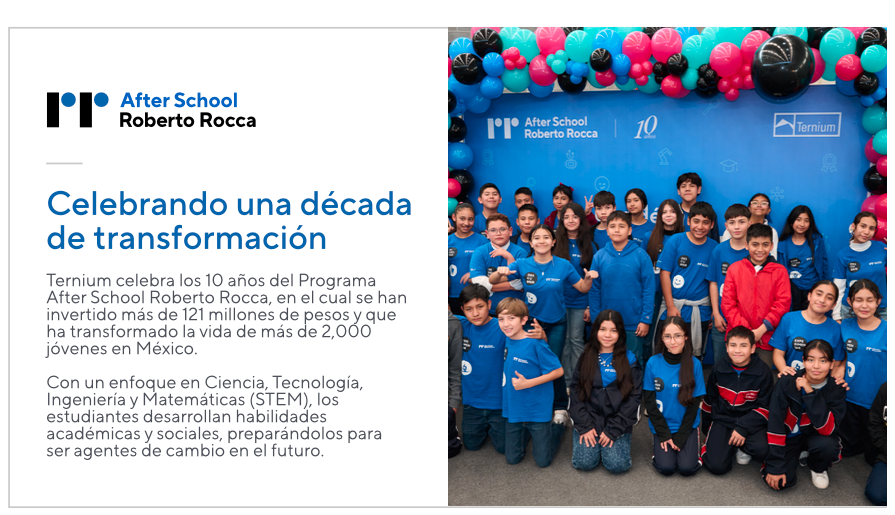 After School
Roberto Rocca
Celebrando una década
de transformación
Ternium celebra los 10 años del Programa
After School Roberto Rocca, en el cual se han
invertido más de 121 millones de pesos y que
ha transformado la vida de más de 2,000
jóvenes en México.
Con un enfoque en Ciencia, Tecnología,
Ingeniería y Matemáticas (STEM), los
estudiantes desarrollan habilidades
académicas y sociales, preparándolos para
ser agentes de cambio en el futuro.
After School
Roberto Rocca
10
años
Ternium